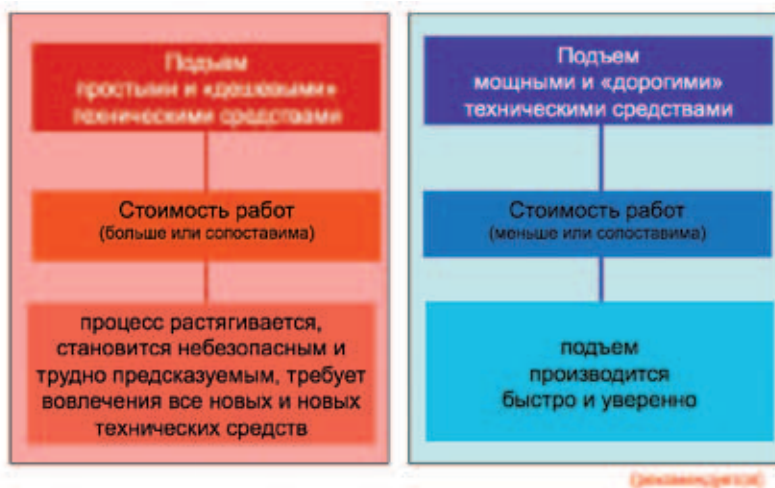 Подъем
простыми и «дешевыми»
техническими средствами
Стоимость работ
(больше или сопоставима)
процесс растягивается,
становится небезопасным и
трудно предсказуемым, требует
вовлечения все новых и новых
технических средств
Подъем
мощными и «дорогими»
техническими средствами
Стоимость работ
(меньше или сопоставима)
подъем
производится
быстро и уверенно
(рекомендуется)